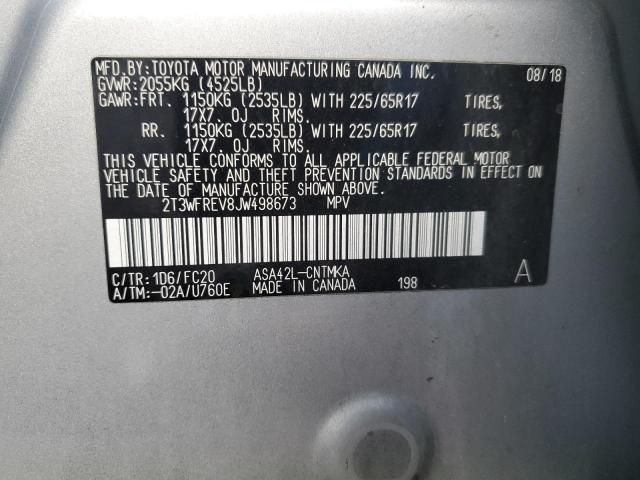 MFD.BY:TOYOTA MOTOR MANUFACTURING CANADA INC. 08/18
GVWR:2055KG (4525LB)
GAWR:FRT. 1150KG (2535LB) WITH 225/65R17 TIRES,
17X7. 0J RIMS.
RR. 1150KG (2535LB) WITH 225/65R17 TIRES,
17X7. 0J RIMS.
THIS VEHICLE CONFORMS TO ALL APPLICABLE FEDERAL MOTOR
VEHICLE SAFETY AND THEFT PREVENTION STANDARDS IN EFFECT ON
THE DATE OF MANUFACTURE SHOWN ABOVE.
2T3WFREV8JW498673 MPV
C/TR:1D6/FC20 ASA42L-CNTMKA
A/TM:-02A/U760E MADE IN CANADA 198 A